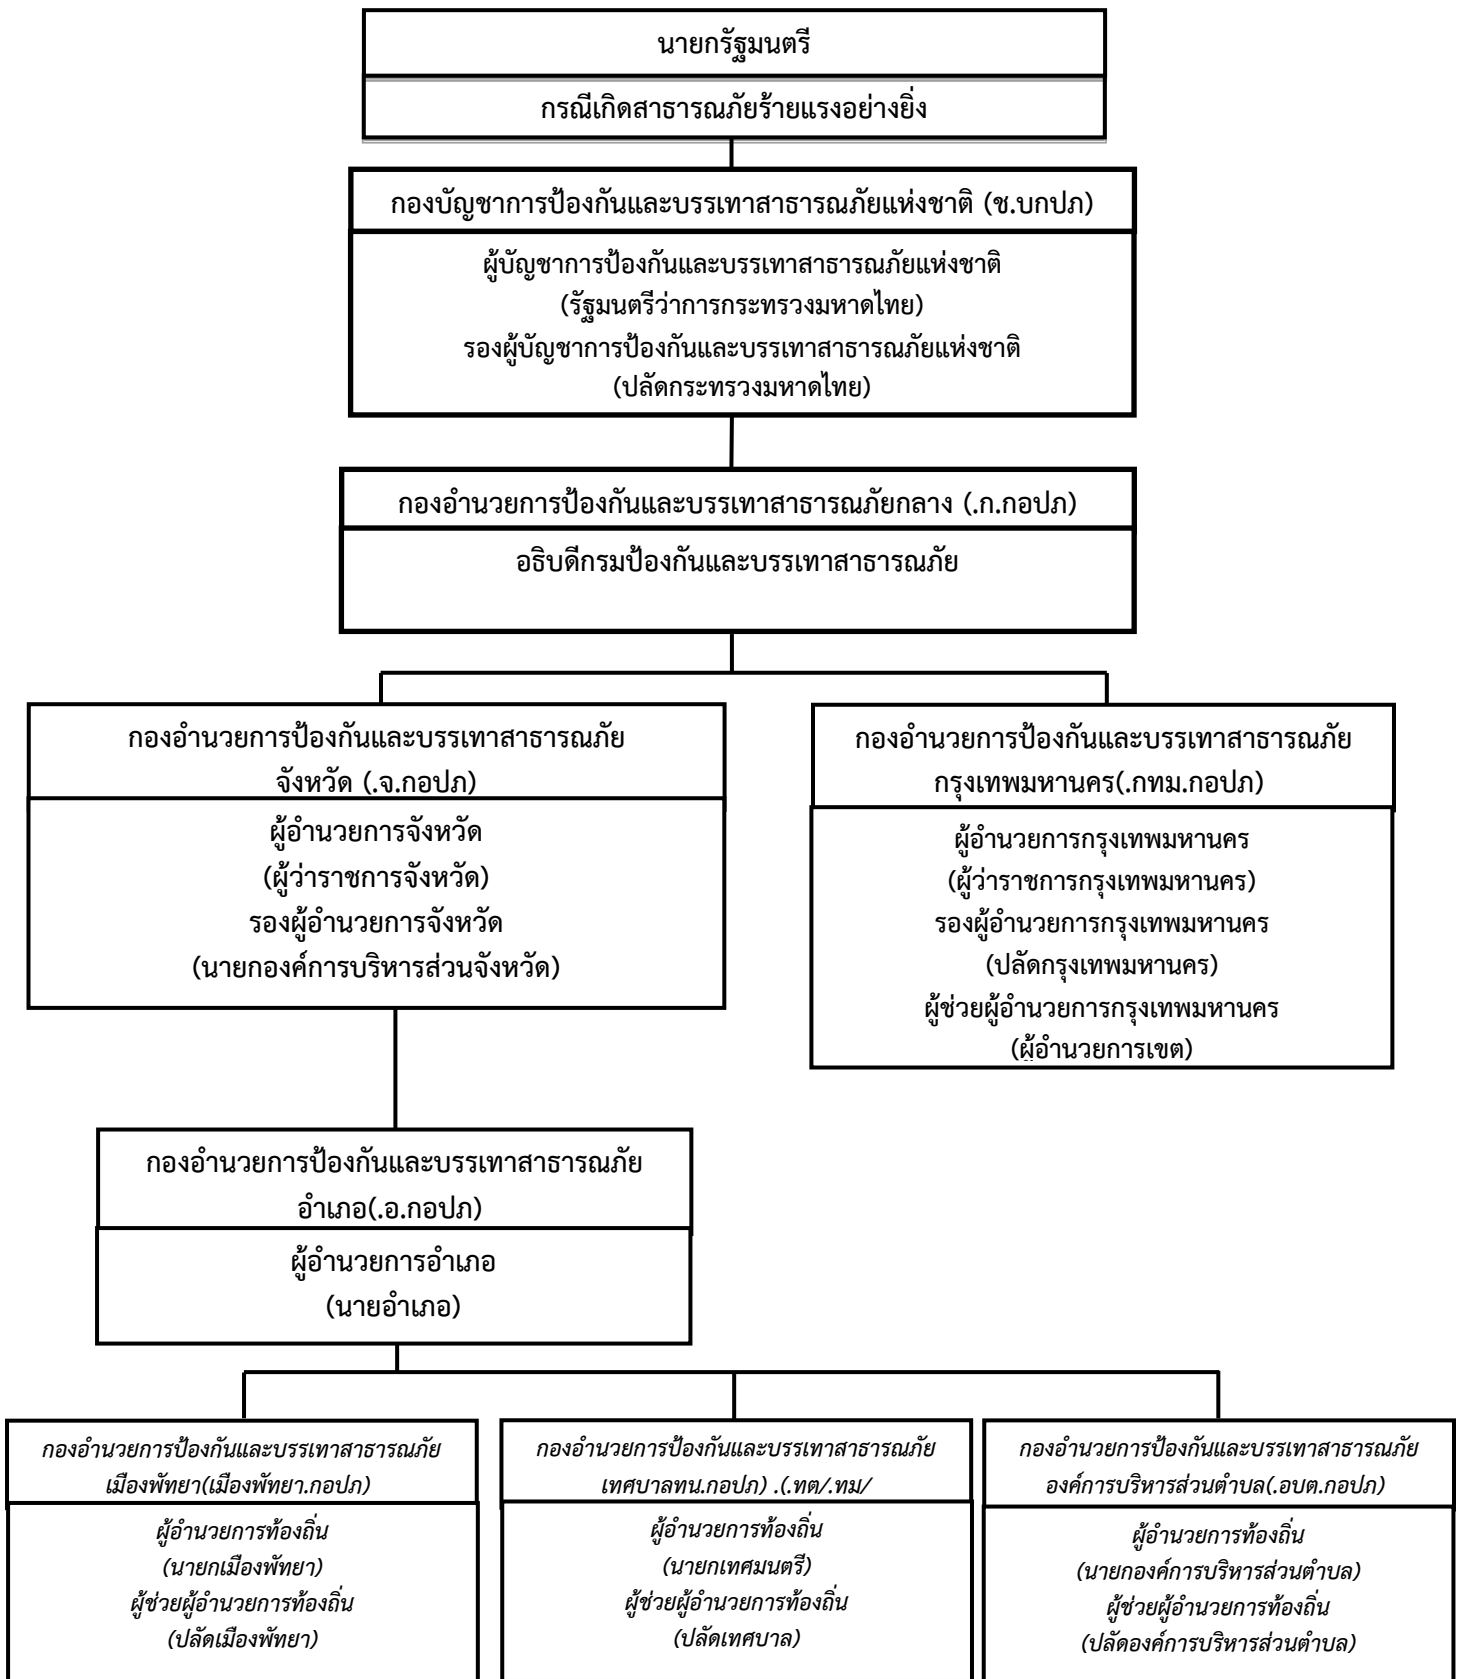 นายกรัฐมนตรี
กรณีเกิดสาธารณภัยร้ายแรงอย่างยิ่ง
กองบัญชาการป้องกันและบรรเทาสาธารณภัยแห่งชาติ (ช.บกปภ)
ผู้บัญชาการป้องกันและบรรเทาสาธารณภัยแห่งชาติ
(รัฐมนตรีว่าการกระทรวงมหาดไทย)
รองผู้บัญชาการป้องกันและบรรเทาสาธารณภัยแห่งชาติ
(ปลัดกระทรวงมหาดไทย)
กองอำนวยการป้องกันและบรรเทาสาธารณภัยกลาง (.ก.กอปภ)
อธิบดีกรมป้องกันและบรรเทาสาธารณภัย
กองอำนวยการป้องกันและบรรเทาสาธารณภัย
จังหวัด (.จ.กอปภ)
ผู้อำนวยการจังหวัด
(ผู้ว่าราชการจังหวัด)
รองผู้อำนวยการจังหวัด
(นายกองค์การบริหารส่วนจังหวัด)
กองอำนวยการป้องกันและบรรเทาสาธารณภัย
กรุงเทพมหานคร(.กทม.กอปภ)
ผู้อำนวยการกรุงเทพมหานคร
(ผู้ว่าราชการกรุงเทพมหานคร)
รองผู้อำนวยการกรุงเทพมหานคร
(ปลัดกรุงเทพมหานคร)
ผู้ช่วยผู้อำนวยการกรุงเทพมหานคร
(ผู้อำนวยการเขต)
กองอำนวยการป้องกันและบรรเทาสาธารณภัย
อำเภอ(.อ.กอปภ)
ผู้อำนวยการอำเภอ
(นายอำเภอ)
กองอำนวยการป้องกันและบรรเทาสาธารณภัย
เมืองพัทยา(เมืองพัทยา.กอปภ)
ผู้อำนวยการท้องถิ่น
(นายกเมืองพัทยา)
ผู้ช่วยผู้อำนวยการท้องถิ่น
(ปลัดเมืองพัทยา)
กองอำนวยการป้องกันและบรรเทาสาธารณภัย
เทศบาลทน.กอปภ) .(.ทต/.ทม/
ผู้อำนวยการท้องถิ่น
(นายกเทศมนตรี)
ผู้ช่วยผู้อำนวยการท้องถิ่น
(ปลัดเทศบาล)
กองอำนวยการป้องกันและบรรเทาสาธารณภัย
องค์การบริหารส่วนตำบล(.อบต.กอปภ)
ผู้อำนวยการท้องถิ่น
(นายกองค์การบริหารส่วนตำบล)
ผู้ช่วยผู้อำนวยการท้องถิ่น
(ปลัดองค์การบริหารส่วนตำบล)